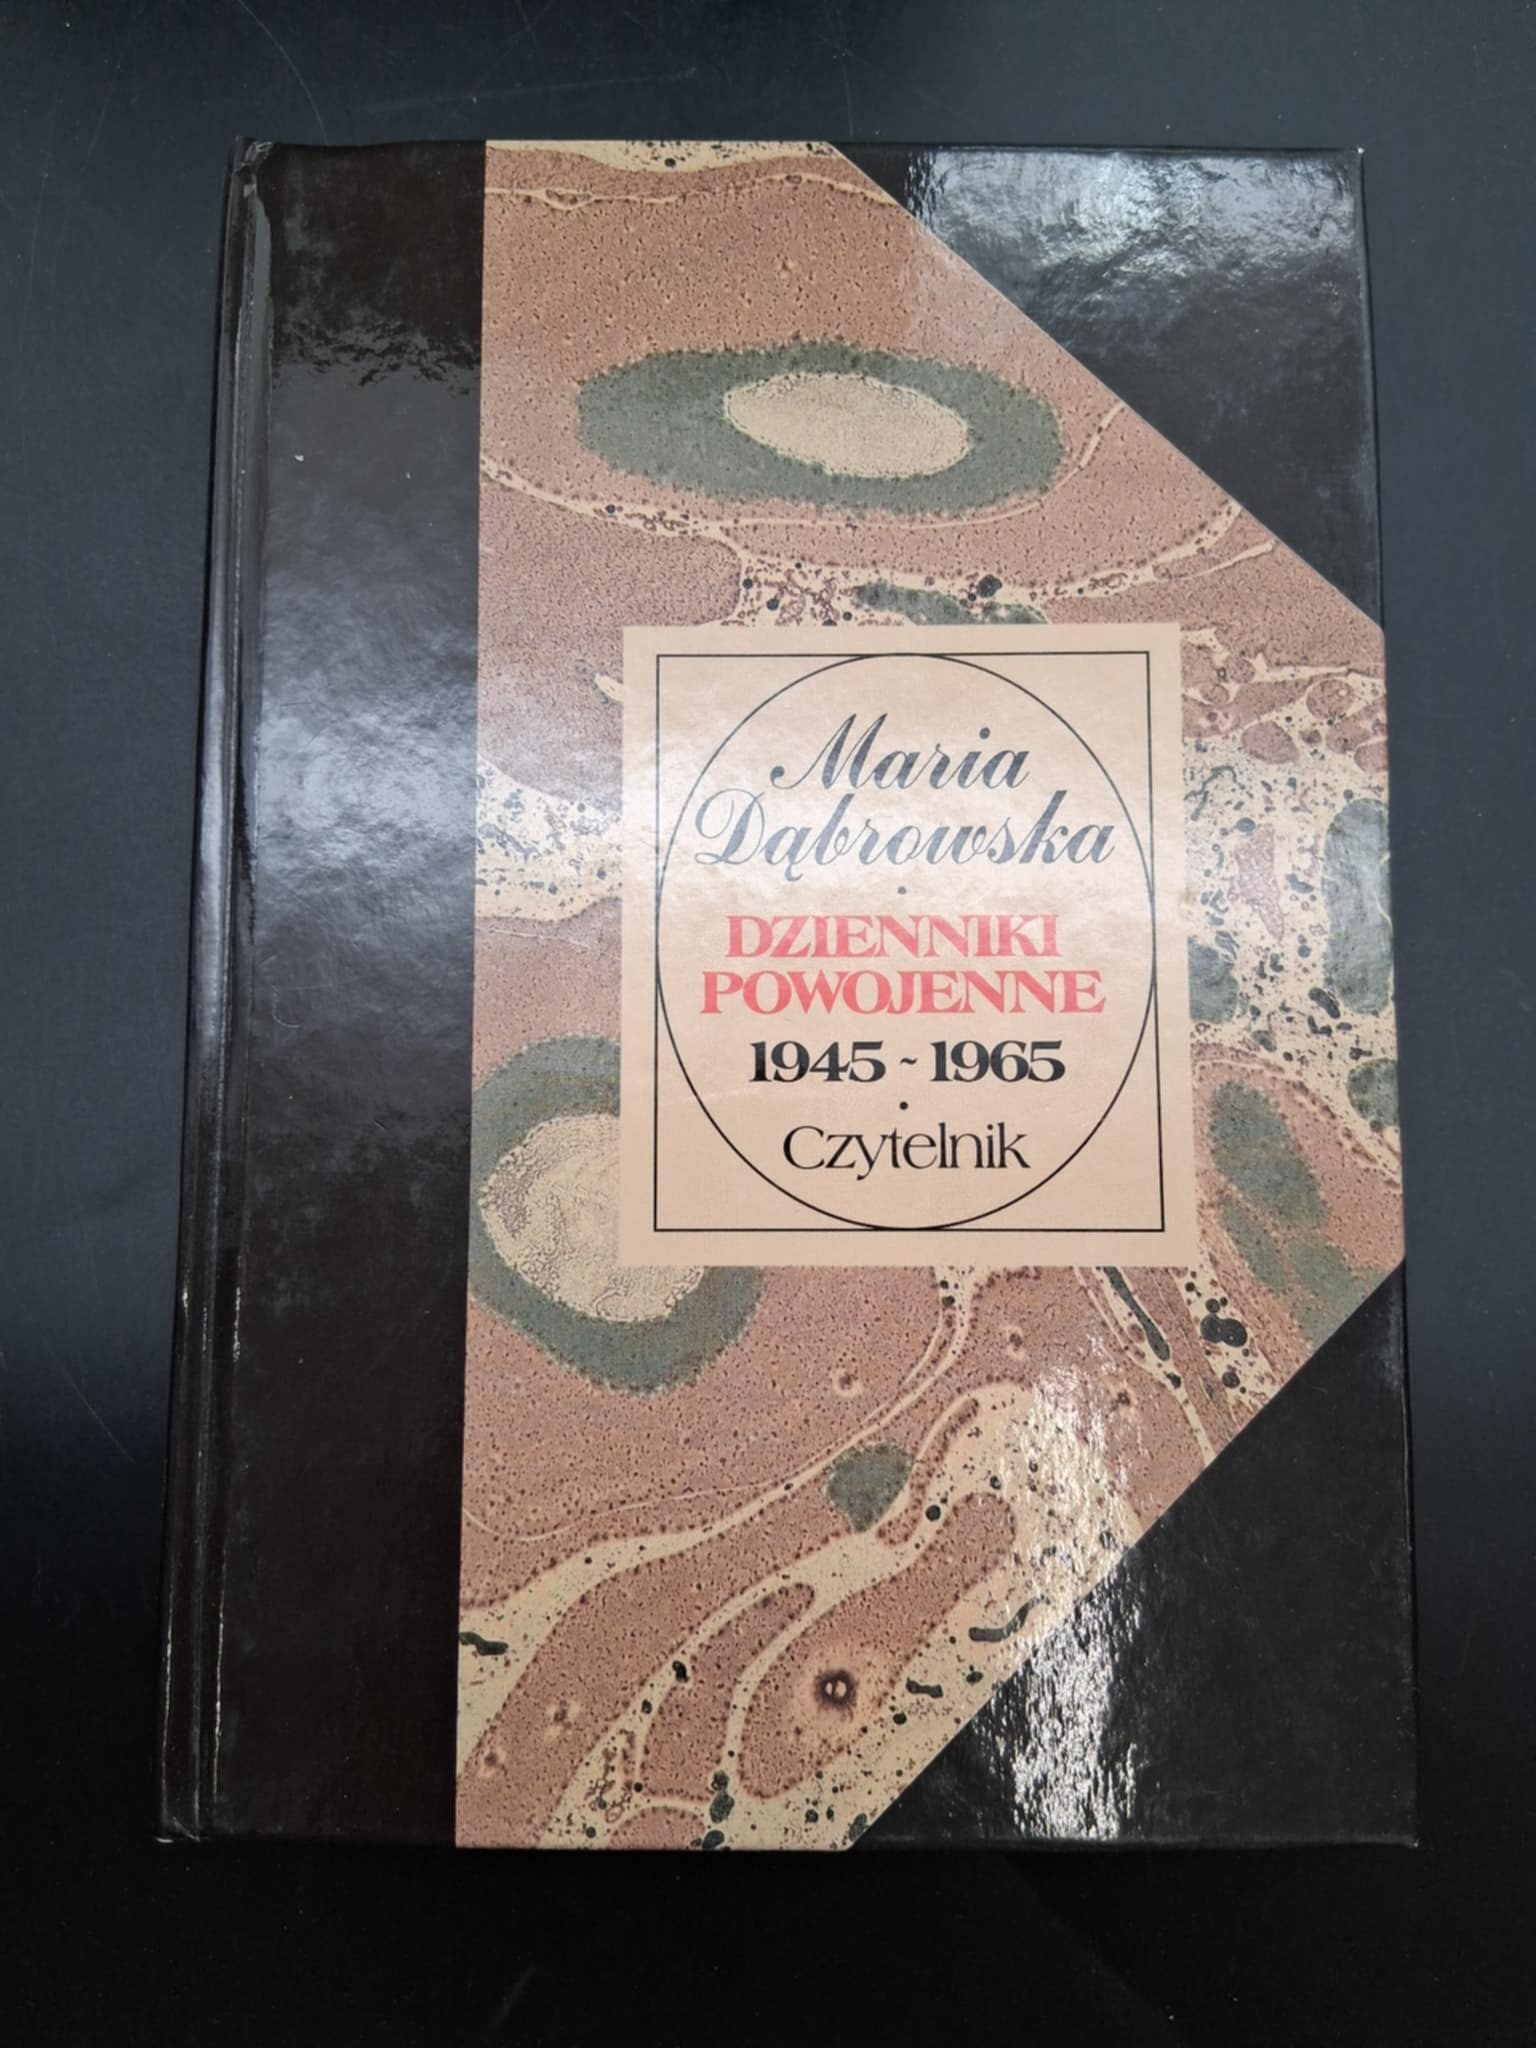 Maria
Dąbrowska
DZIENNIKI
POWOJENNE
1945 ~ 1965
Czytelnik